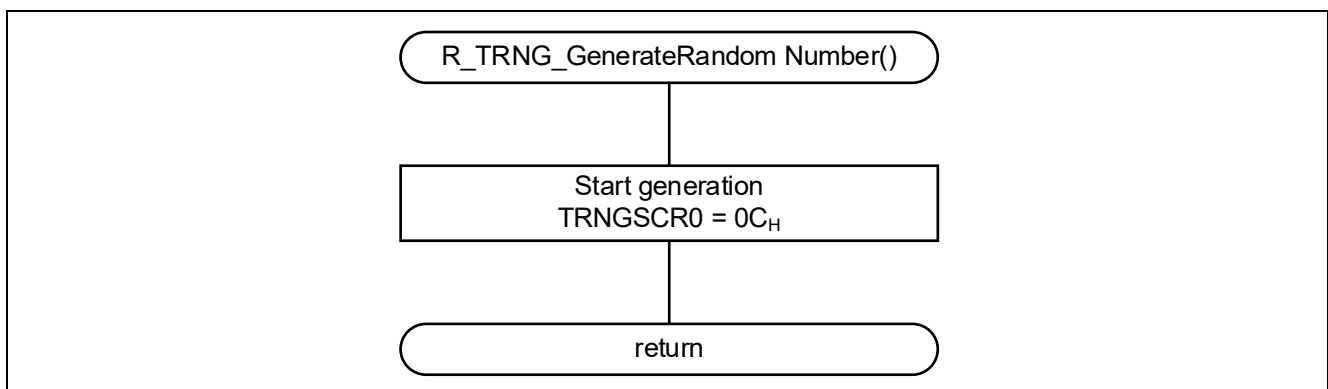 R_TRNG_GenerateRandom Number()
Start generation
TRNGSCR0 = 0CH
return